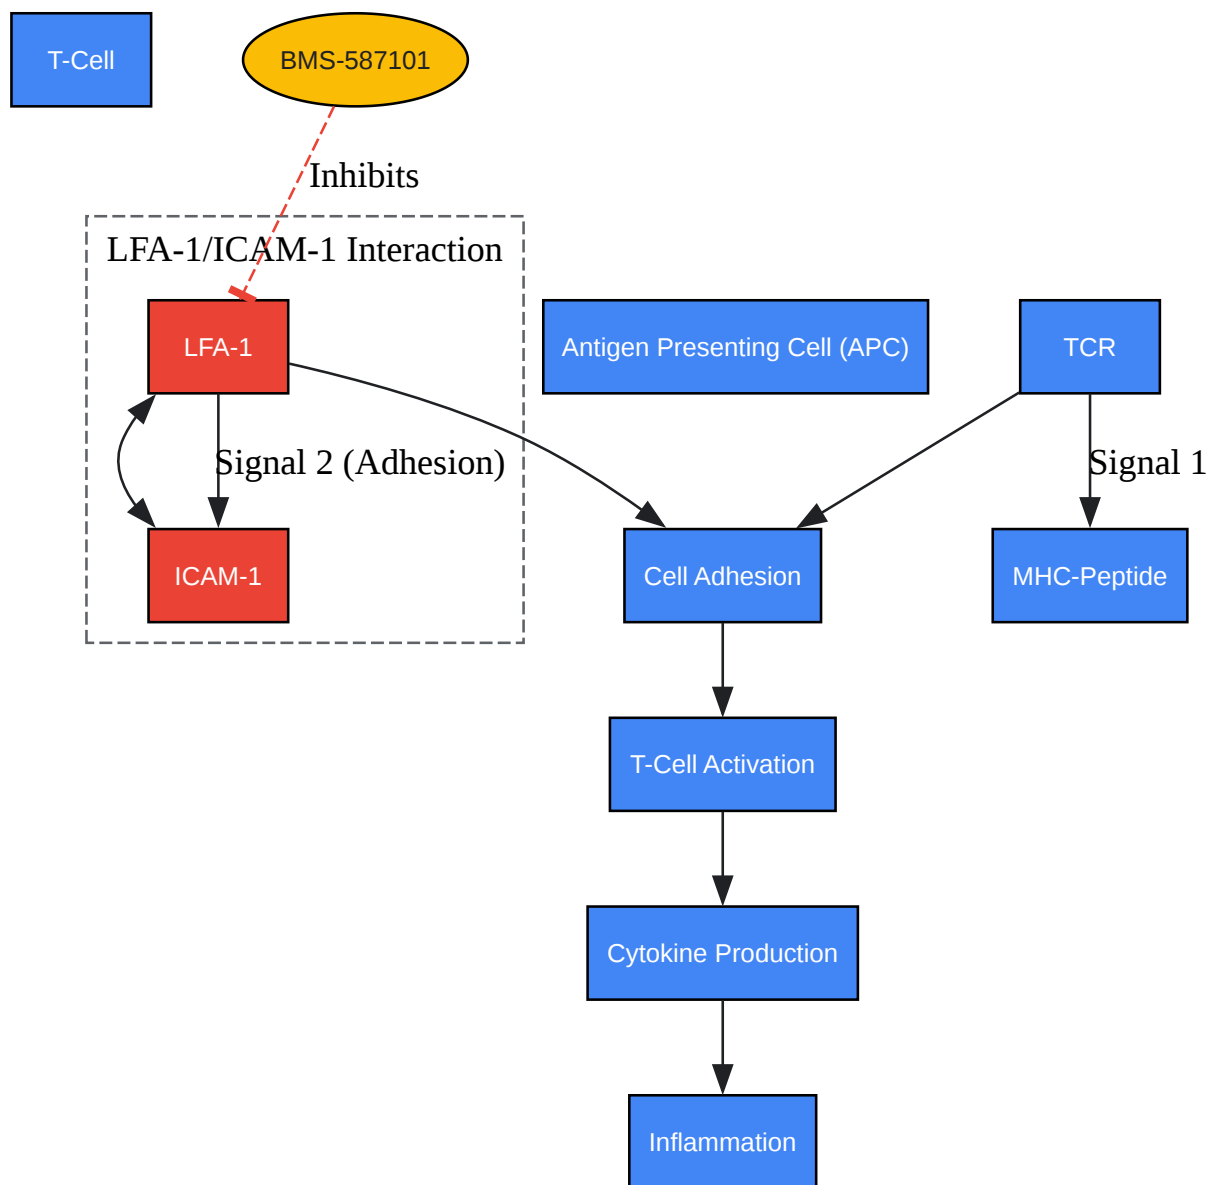 T-Cell
BMS-587101
Inhibits
LFA-1/ICAM-1 Interaction
LFA-1
Antigen Presenting Cell (APC)
TCR
Signal 2 (Adhesion)
Signal 1
ICAM-1
Cell Adhesion
MHC-Peptide
T-Cell Activation
Cytokine Production
Inflammation